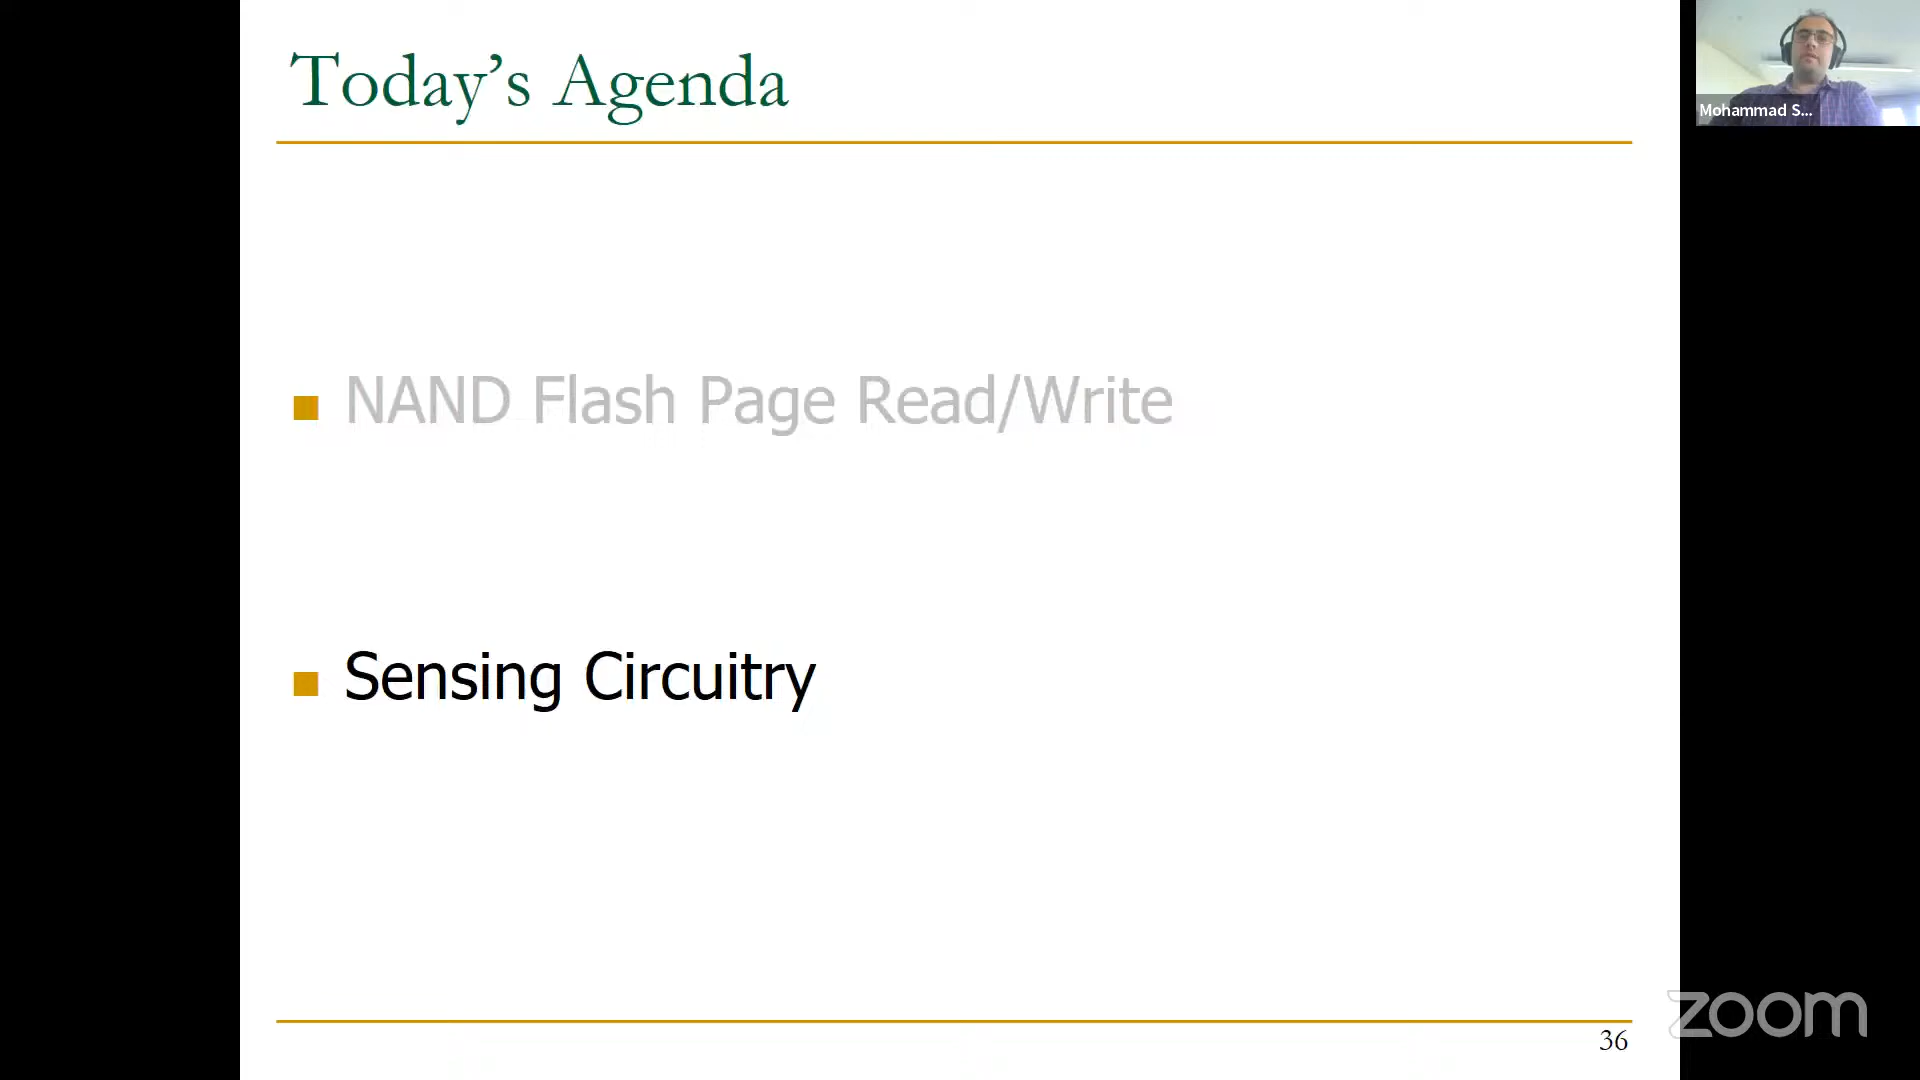 Today's Agenda
Mohammad S...
NAND Flash Page Read/Write
Sensing Circuitry
36
zoom